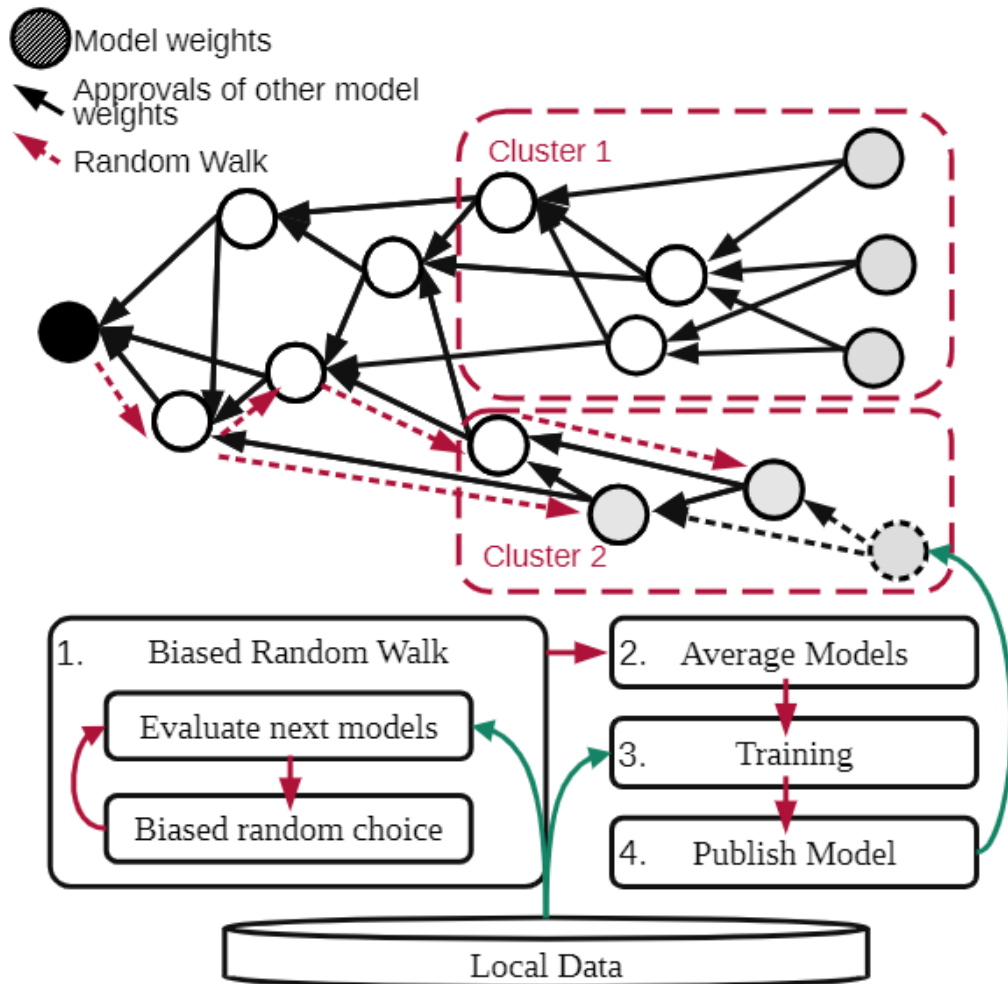 Model weights
Approvals of other model
weights
Random Walk
Cluster 1
Cluster 2
1. Biased Random Walk
Evaluate next models
Biased random choice
2. Average Models
3. Training
4. Publish Model
Local Data